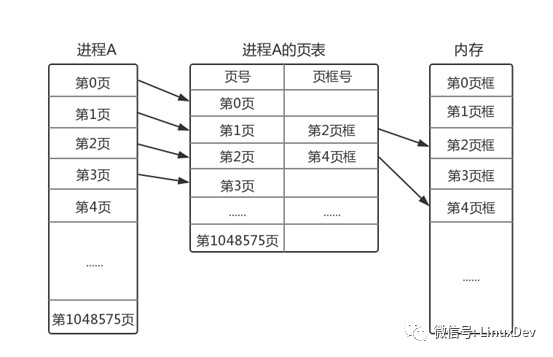 进程A
进程A的页表
内存
第0页
第1页
第2页
第3页
第4页
......
第1048575页
页号 页框号
第0页
第1页 第2页框
第2页 第4页框
第3页
...... ......
第1048575页
第0页框
第1页框
第2页框
第3页框
第4页框
......
微信号: LinuxDev